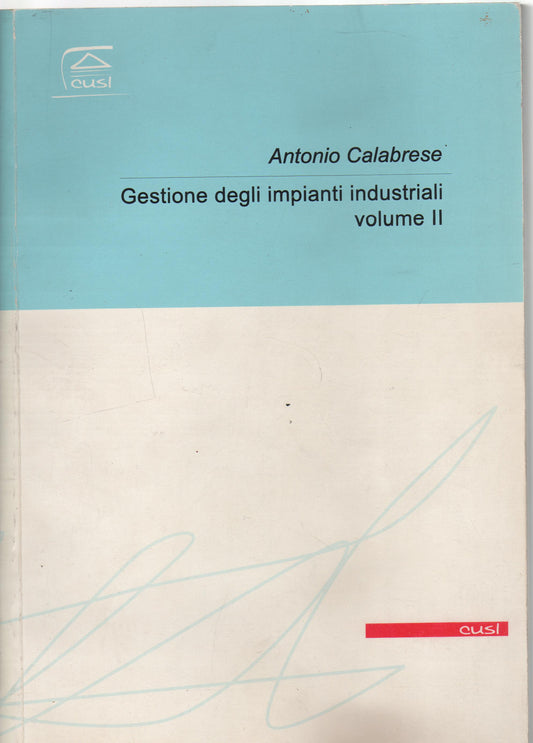 cusl
Antonio Calabrese
Gestione degli impianti industriali
volume II
cusl